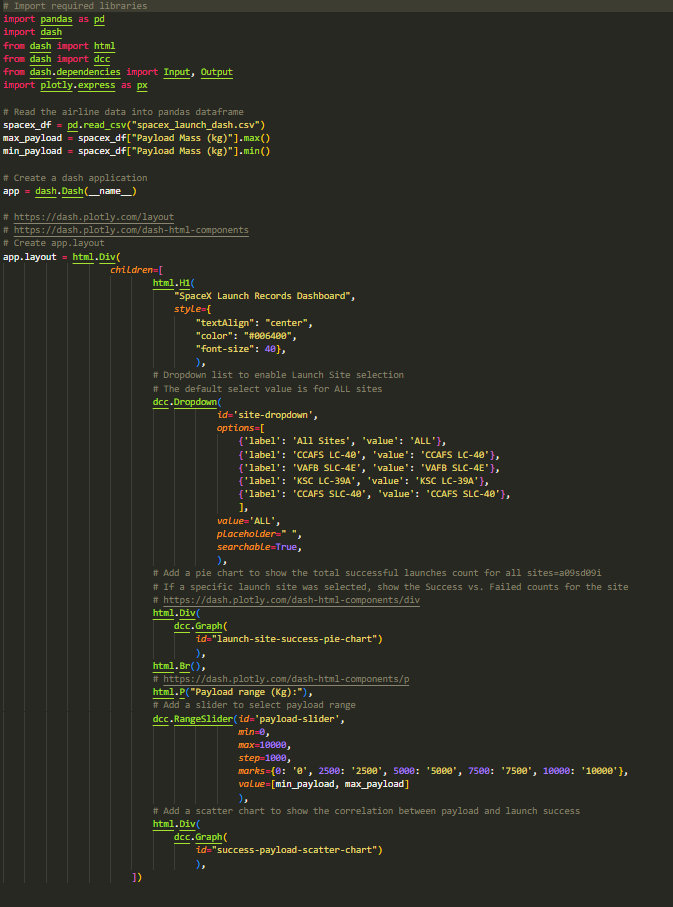 # Import required libraries
import pandas as pd
import dash
from dash import html
from dash import dcc
from dash.dependencies import Input, Output
import plotly.express as px

# Read the airline data into pandas dataframe
spacex_df = pd.read_csv("spacex_launch_dash.csv")
max_payload = spacex_df["Payload Mass (kg)"].max()
min_payload = spacex_df["Payload Mass (kg)"].min()

# Create a dash application
app = dash.Dash(__name__)

# https://dash.plotly.com/layout
# https://dash.plotly.com/dash-html-components
# Create app.layout
app.layout = html.Div(
                    children=[
                            html.H1(
                                "SpaceX Launch Records Dashboard",
                                style={
                                    "textAlign": "center",
                                    "color": "#006400",
                                    "font-size": 40},
                                    ),
                            # Dropdown list to enable Launch Site selection
                            # The default select value is for ALL sites
                            dcc.Dropdown(
                                        id='site-dropdown',
                                        options=[
                                            {'label': 'All Sites', 'value': 'ALL'},
                                            {'label': 'CCAFS LC-40', 'value': 'CCAFS LC-40'},
                                            {'label': 'VAFB SLC-4E', 'value': 'VAFB SLC-4E'},
                                            {'label': 'KSC LC-39A', 'value': 'KSC LC-39A'},
                                            {'label': 'CCAFS SLC-40', 'value': 'CCAFS SLC-40'},
                                            ],
                                        value='ALL',
                                        placeholder=" ",
                                        searchable=True,
                                        ),
                            # Add a pie chart to show the total successful launches count for all sites=a09sd09i
                            # If a specific launch site was selected, show the Success vs. Failed counts for the site
                            # https://dash.plotly.com/dash-html-components/div
                            html.Div(
                                dcc.Graph(
                                    id="launch-site-success-pie-chart")
                                    ),
                            html.Br(),
                            # https://dash.plotly.com/dash-html-components/p
                            html.P("Payload range (Kg):"),
                            # Add a slider to select payload range
                            dcc.RangeSlider(id='payload-slider',
                                            min=0,
                                            max=10000,
                                            step=1000,
                                            marks={0: '0', 2500: '2500', 5000: '5000', 7500: '7500', 10000: '10000'},
                                            value=[min_payload, max_payload]
                                            ),
                            # Add a scatter chart to show the correlation between payload and launch success
                            html.Div(
                                dcc.Graph(
                                    id="success-payload-scatter-chart")
                                    ),
                        ])